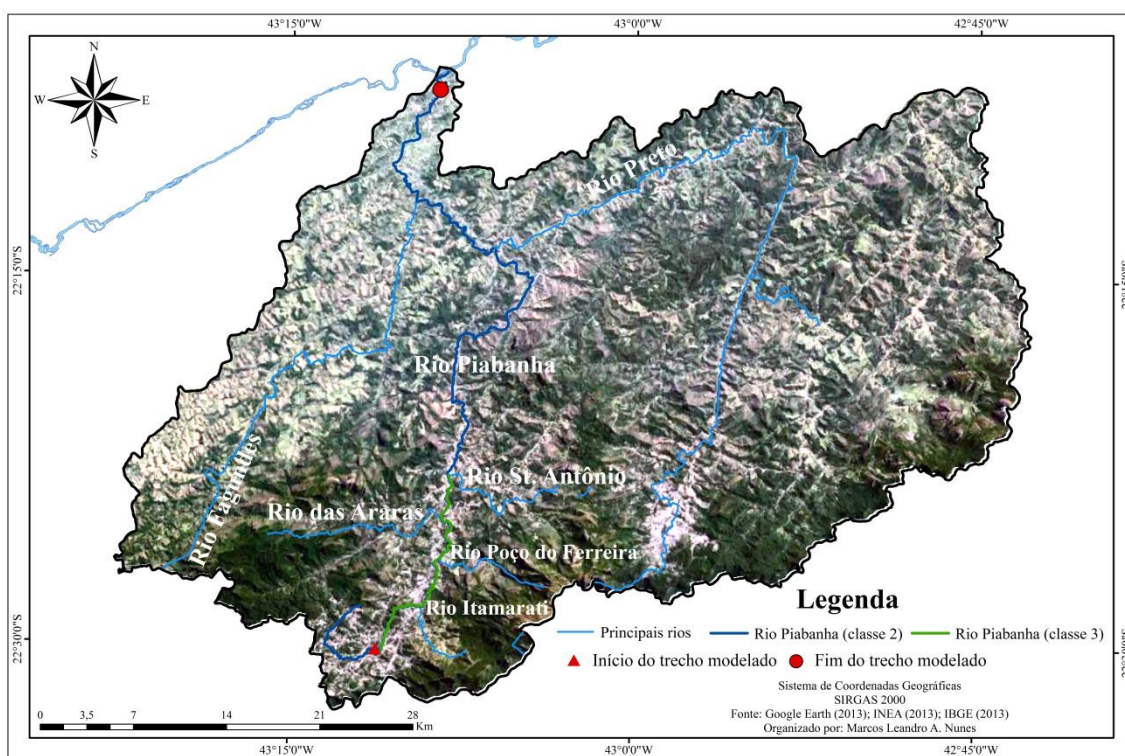 43°15'0"W
43°00'W
42°45'0"W
N
W
E
S
Rio Preto
22°15'0"S
22°15'0"S
Rio Piabanha
Rio Fagundes
Rio St. Antônio
Rio das Araras
Rio Poço do Ferreira
Rio Itamarati
Legenda
Principais rios
Rio Piabanha (classe 2)
Rio Piabanha (classe 3)
Início do trecho modelado
Fim do trecho modelado
22°30'0"S
Sistema de Coordenadas Geográficas
SIRGAS 2000
Fonte: Google Earth (2013); INEA (2013); IBGE (2013)
Organizado por: Marcos Leandro A. Nunes
0 3,5 7 14 21 28
Km
43°15'0"W
43°00'W
42°45'0"W